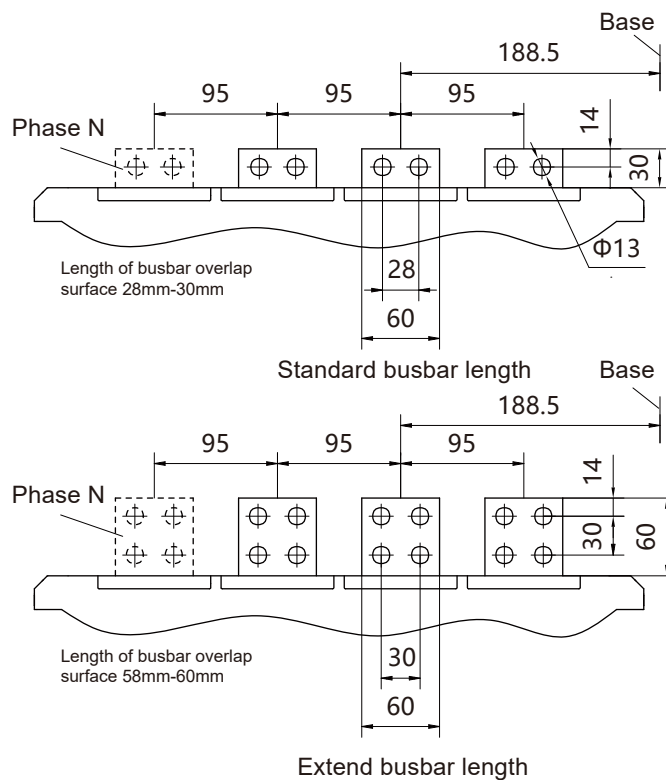 Base
188.5
95 95 95
Phase N
14
30
Φ13
Length of busbar overlap
surface 28mm-30mm
28
60
Standard busbar length
Base
188.5
95 95 95
14
Phase N
30
60
Length of busbar overlap
surface 58mm-60mm
30
60
Extend busbar length